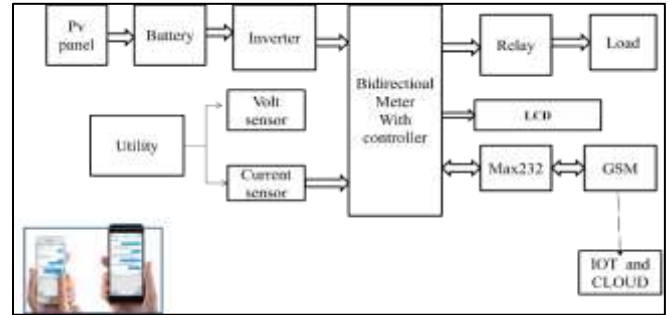 Pv
panel
Battery
Inverter
Relay
Load
Bidirectional
Meter
With
controller
Volt
sensor
LCD
Utility
Current
sensor
Max232
GSM
IOT and
CLOUD